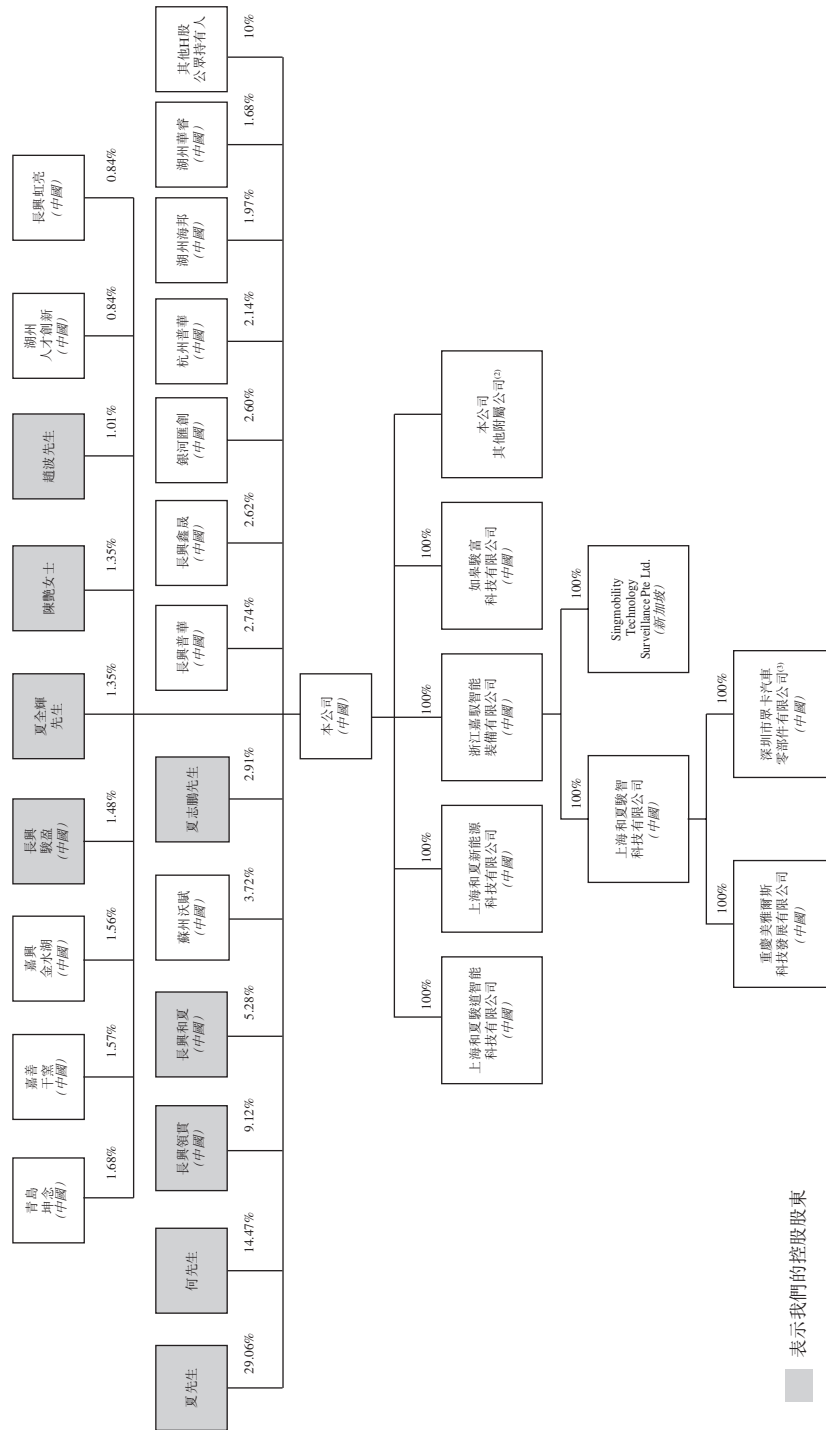 青島
坤念
(中國)
嘉善
干窯
(中國)
嘉興
金水湖
(中國)
長興
駿盈
(中國)
夏全輝
先生
陳艷女士
趙波先生
湖州
人才創新
(中國)
長興虹亮
(中國)
1.68%
1.57%
1.56%
1.48%
1.35%
1.35%
1.01%
0.84%
0.84%
夏先生
何先生
長興領貫
(中國)
長興和夏
(中國)
蘇州沃賦
(中國)
夏志鵬先生
長興普華
(中國)
長興鑫晟
(中國)
銀河匯創
(中國)
杭州普華
(中國)
湖州海邦
(中國)
湖州華睿
(中國)
其他H股
公眾持有人
29.06%
14.47%
9.12%
5.28%
3.72%
2.91%
2.74%
2.62%
2.60%
2.14%
1.97%
1.68%
10%
本公司
(中國)
100%
100%
100%
100%
上海和夏駿道智能
科技有限公司
(中國)
上海和夏新能源
科技有限公司
(中國)
浙江嘉馭智能
裝備有限公司
(中國)
如皋駿富
科技有限公司
(中國)
本公司
其他附屬公司(2)
100%
100%
上海和夏駿智
科技有限公司
(中國)
Singmobility
Technology
Surveillance Pte Ltd.
(新加坡)
100%
100%
重慶美雅爾斯
科技發展有限公司
(中國)
深圳市眾卡汽車
零部件有限公司(3)
(中國)
表示我們的控股股東